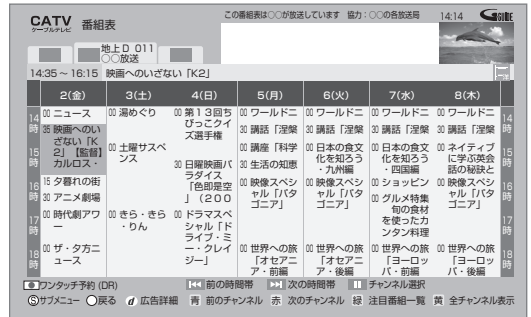 CATV 番組表
ケーブルテレビ
この番組表は○○が放送しています 協力:○○の各放送局 14:14 GGUIDE
地上D 011
○○放送
14:35～16:15 映画へのいざない「K2」
2(金) 3(土) 4(日) 5(月) 6(火) 7(水) 8(木)
14時
15時
16時
17時
18時
00 ニュース
35 映画へのい
ざない「K
2」【監督】
カルロス・
15 夕暮れの街
30 アニメ劇場
00 時代劇アワ
ー
00 ザ・夕方ニ
ュース
00 湯めぐり
00 土曜サスペ
ンス
00 きら・きら
・りん
00 第13回ち
びっこクイ
ズ選手権
30 日曜映画パ
ラダイス
「色即是空
」(200
00 ドラマスペ
シャル「ド
ライブ・ミ
ー・クレイ
ジー」
00 ワールドニ
30 講話「涅槃
00 講座「科学
30 生活の知恵
00 映像スペシ
ャル「パタ
ゴニア」
00 世界への旅
「オセアニ
ア・前編
00 ワールドニ
30 講話「涅槃
00 日本の食文
化を知ろう
・九州編
00 映像スペシ
ャル「パタ
ゴニア」
00 世界への旅
「オセアニ
ア・後編
00 ワールドニ
30 講話「涅槃
00 日本の食文
化を知ろう
・四国編
00 ショッピン
00 グルメ特集
旬の食材
を使ったカ
ンタン料理
00 世界への旅
「ヨーロッ
パ・前編
00 ワールドニ
30 講話「涅槃
00 ネイティブ
に学ぶ英会
話の秘訣と
00 映像スペシ
ャル「パタ
ゴニア」
00 世界への旅
「ヨーロッ
パ・後編
ワンタッチ予約(DR) 前の時間帯 次の時間帯 チャンネル選択
Ⓢサブメニュー ○戻る d 広告詳細 青 前のチャンネル 赤 次のチャンネル 緑 注目番組一覧 黄 全チャンネル表示